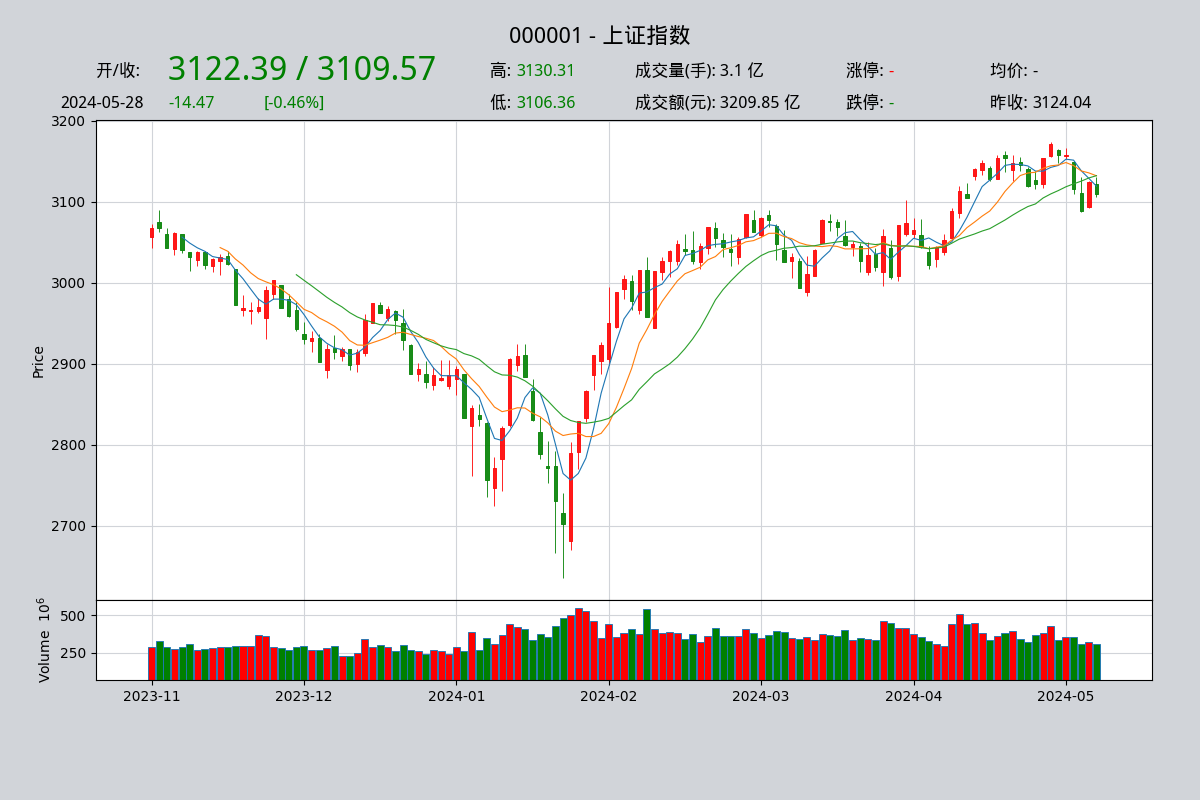 000001 - 上证指数
开/收: 3122.39 / 3109.57 高: 3130.31 成交量(手): 3.1 亿 涨停: - 均价: -
2024-05-28 -14.47 [-0.46%] 低: 3106.36 成交额(元): 3209.85 亿 跌停: - 昨收: 3124.04
3200
3100
3000
2900
2800
2700
Price
500
250
Volume 10⁶
2023-11 2023-12 2024-01 2024-02 2024-03 2024-04 2024-05